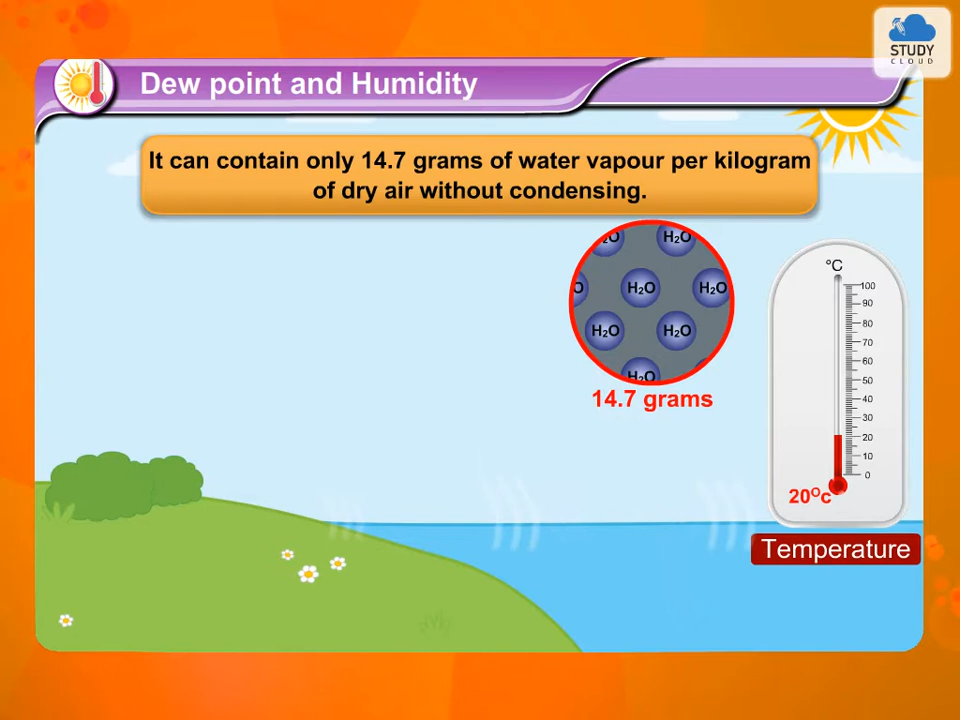 STUDY
CLOUD
Dew point and Humidity
It can contain only 14.7 grams of water vapour per kilogram
of dry air without condensing.
2O H2O
O H2O H2O
H2O H2O
H2O
14.7 grams
°C
100
90
80
70
60
50
40
30
20
10
0
20Oc
Temperature